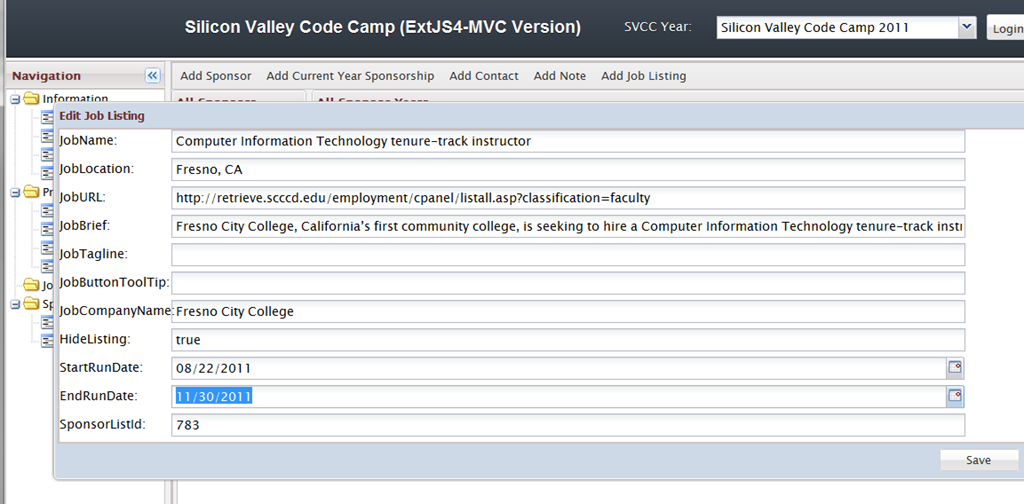 Silicon Valley Code Camp (ExtJS4-MVC Version) SVCC Year: Silicon Valley Code Camp 2011 Login
Navigation Add Sponsor Add Current Year Sponsorship Add Contact Add Note Add Job Listing
Information All Sponsors All Sponsor Years
Edit Job Listing
JobName: Computer Information Technology tenure-track instructor
JobLocation: Fresno, CA
JobURL: http://retrieve.scccd.edu/employment/cpanel/listall.asp?classification=faculty
Pr
JobBrief: Fresno City College, California's first community college, is seeking to hire a Computer Information Technology tenure-track instr
JobTagline:
JobButtonToolTip:
Jo
JobCompanyName: Fresno City College
Sp
HideListing: true
StartRunDate: 08/22/2011
EndRunDate: 11/30/2011
SponsorListId: 783
Save